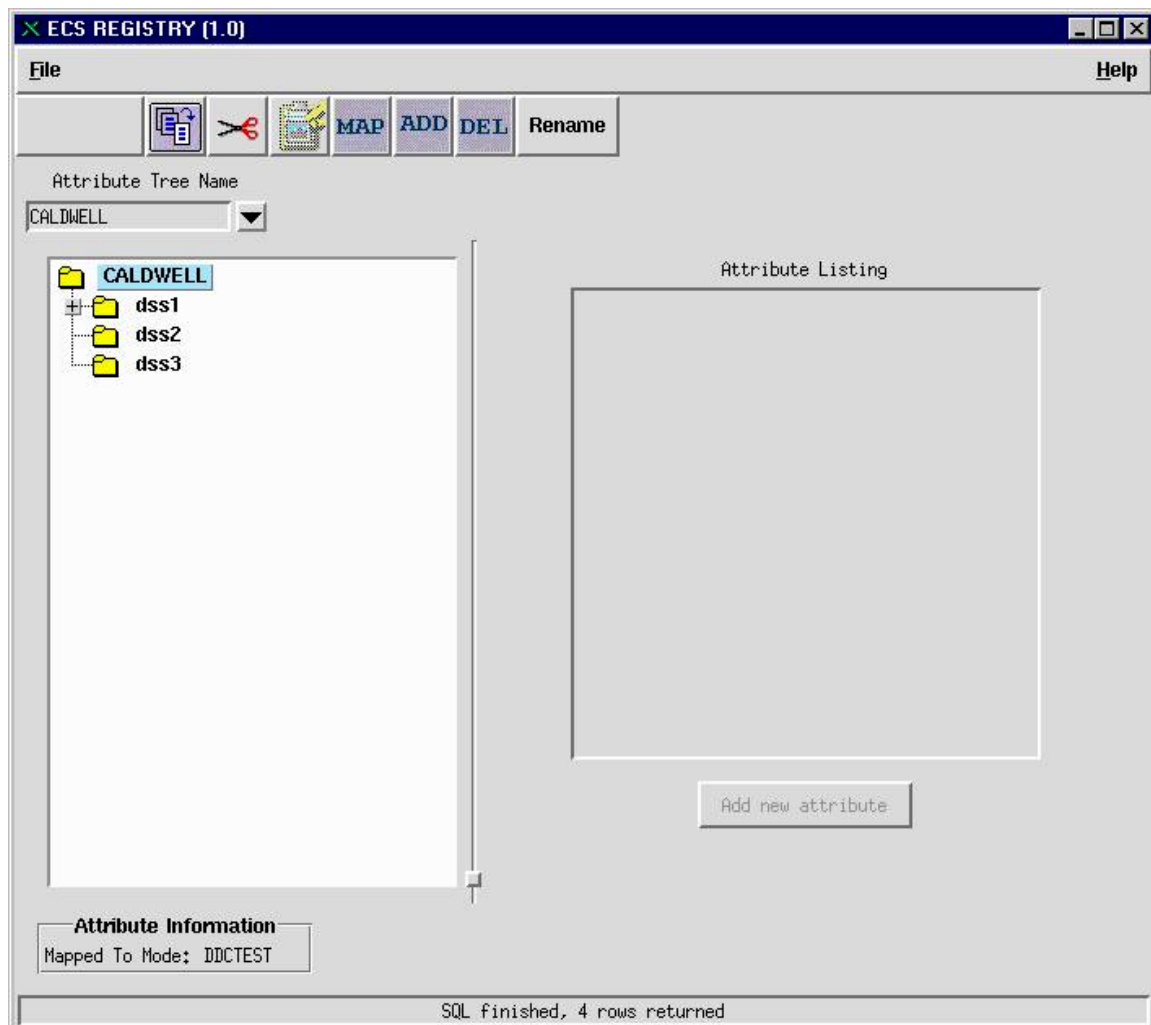 ECS REGISTRY (1.0)
File Help
MAP ADD DEL Rename
Attribute Tree Name
CALDWELL
CALDWELL
dss1
dss2
dss3
Attribute Listing
Add new attribute
Attribute Information
Mapped To Mode: DDCTEST
SQL finished, 4 rows returned